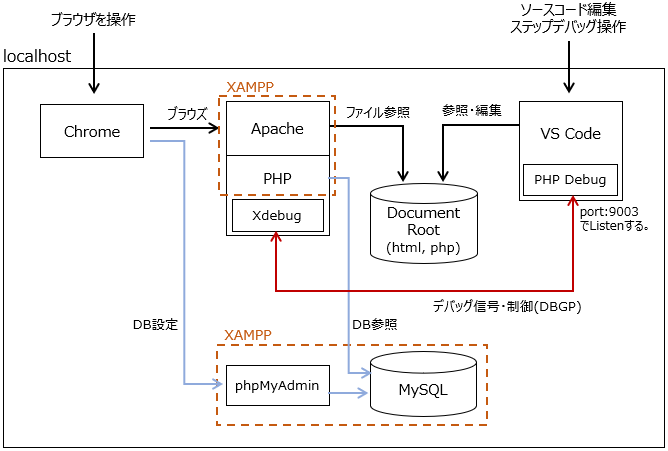 ブラウザを操作
ソースコード編集
ステップデバッグ操作
localhost
XAMPP
Chrome
ブラウズ
Apache
ファイル参照
参照・編集
VS Code
PHP
PHP Debug
Xdebug
Document
Root
(html, php)
port:9003
でListenする。
デバッグ信号・制御(DBGP)
DB設定
DB参照
XAMPP
phpMyAdmin
MySQL